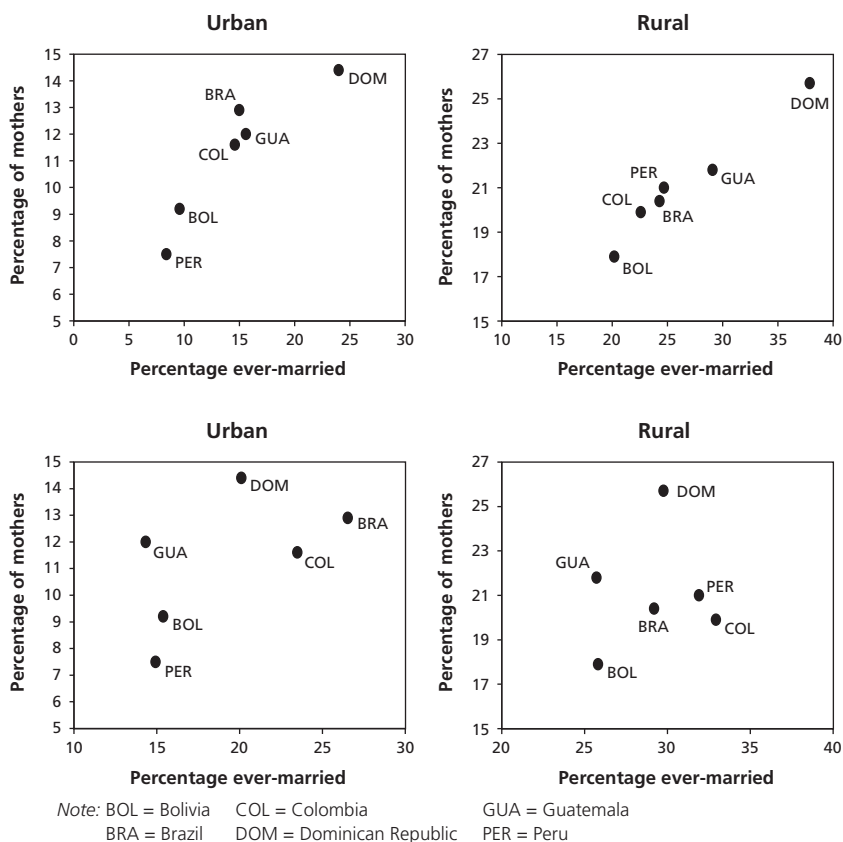 Urban
Percentage of mothers
15
14
13
12
11
10
9
8
7
6
5
DOM
BRA
GUA
COL
BOL
PER
0 5 10 15 20 25 30
Percentage ever-married
Rural
Percentage of mothers
27
25
23
21
19
17
15
DOM
GUA
PER
COL
BRA
BOL
10 15 20 25 30 35 40
Percentage ever-married
Urban
Percentage of mothers
15
14
13
12
11
10
9
8
7
6
5
DOM
BRA
GUA
COL
BOL
PER
10 15 20 25 30
Percentage ever-married
Rural
Percentage of mothers
27
25
23
21
19
17
15
DOM
GUA
PER
BRA
COL
BOL
20 25 30 35 40
Percentage ever-married
Note: BOL = Bolivia COL = Colombia GUA = Guatemala
BRA = Brazil DOM = Dominican Republic PER = Peru